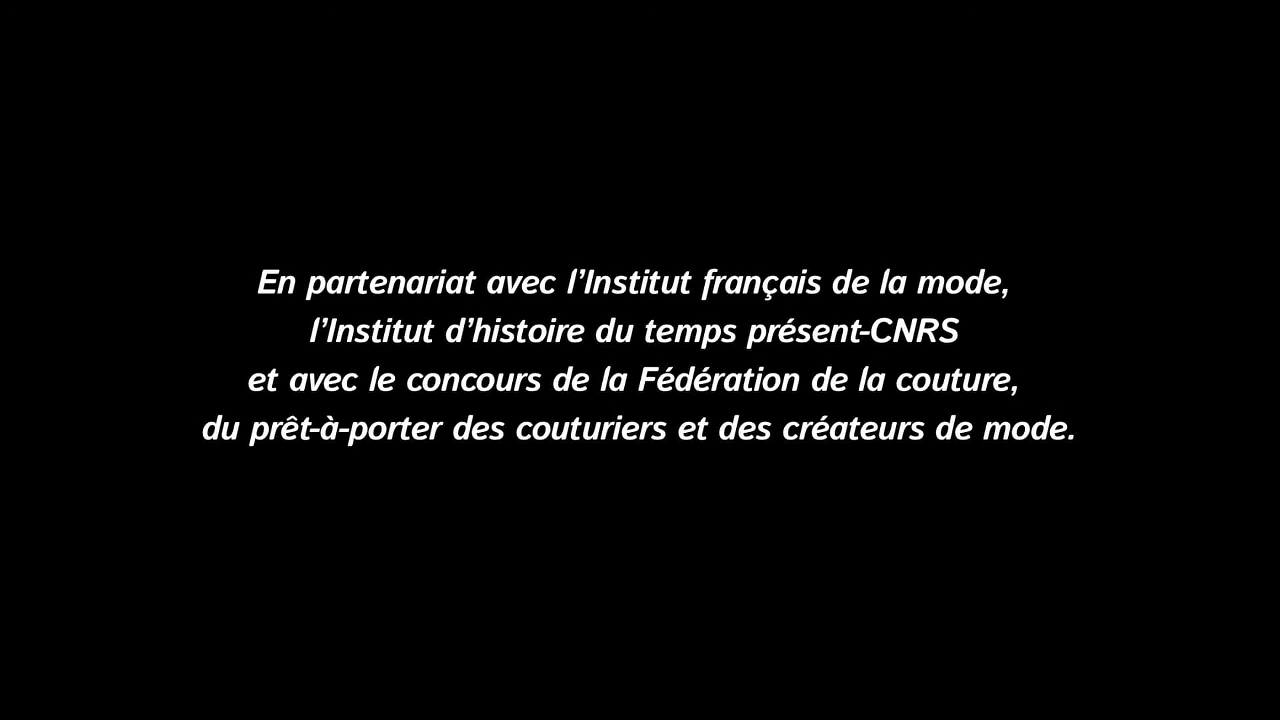 En partenariat avec l’Institut français de la mode,
l’Institut d’histoire du temps présent-CNRS
et avec le concours de la Fédération de la couture,
du prêt-à-porter des couturiers et des créateurs de mode.